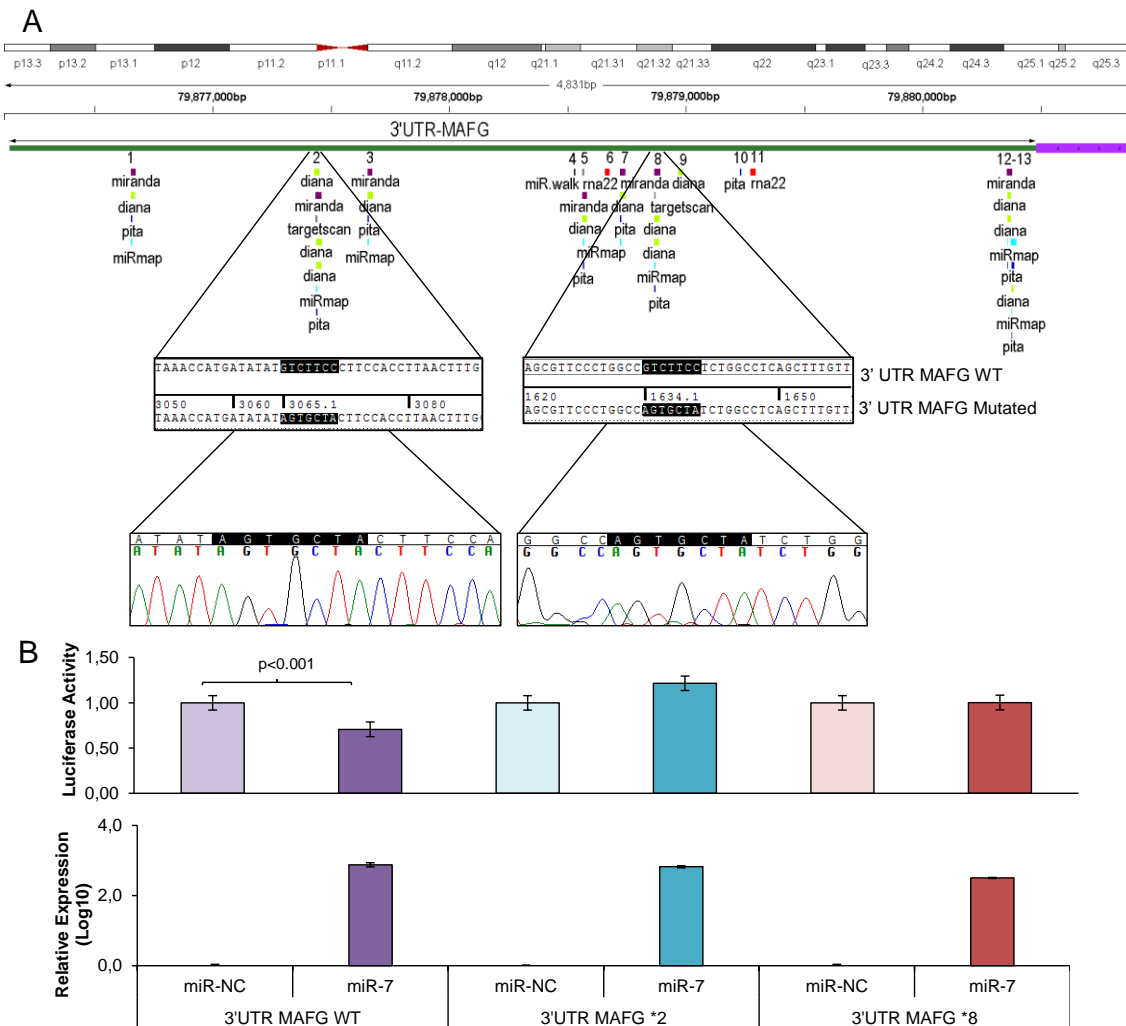 A
p13.3 p13.2 p13.1 p12 p11.2 p11.1 q11.2 q12 q21.1 q21.31 q21.32 q21.33 q22 q23.1 q23.3 q24.2 q24.3 q25.1 q25.2 q25.3
4,831bp
79,877,000bp 79,878,000bp 79,879,000bp 79,880,000bp
3'UTR-MAFG
1 2 3 4 5 6 7 8 9 10 11 12-13
miranda diana miranda miR.walk rna22 miranda diana pita rna22 miranda
diana miranda diana miranda diana targetscan diana
pita targetscan pita diana pita diana diana
miRmap diana miRmap miRmap miRmap diana miRmap
diana pita miRmap pita
miRmap pita diana
pita miRmap
pita
TAAACCATGATATATGTCTTCCCTTCCACCTTAACTTTG
3050 3060 3065.1 3080
TAAACCATGATATATAGTGCTACTTCCACCTTAACTTTG
AGCGTTCCCTGGCCGTCTTCCTCTGGCCTCAGCTTTGTT
1620 1634.1 1650
AGCGTTCCCTGGCCAGTGCTATCTGGCCTCAGCTTTGTT
3' UTR MAFG WT
3' UTR MAFG Mutated
A T A T A G T G C T A C T T C C A
A T A T A G T G C T A C T T C C A
G G C C A G T G C T A T C T G G
G G C C A G T G C T A T C T G G
B
Luciferase Activity
1,50
1,00
0,50
0,00
p<0.001
Relative Expression
(Log10)
4,0
2,0
0,0
miR-NC miR-7 miR-NC miR-7 miR-NC miR-7
3'UTR MAFG WT 3'UTR MAFG *2 3'UTR MAFG *8